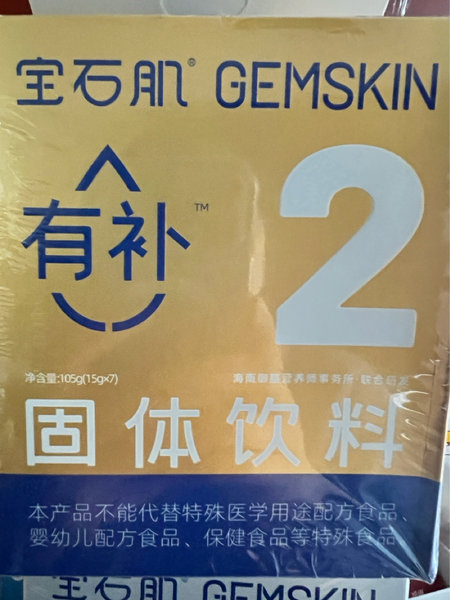 宝石肌® GEMSKIN
有补™
2
净含量:105g(15g×7)
海南御蓝营养师事务所·联合研发
固体饮料
本产品不能代替特殊医学用途配方食品、
婴幼儿配方食品、保健食品等特殊食品
宝石肌® GEMSKIN